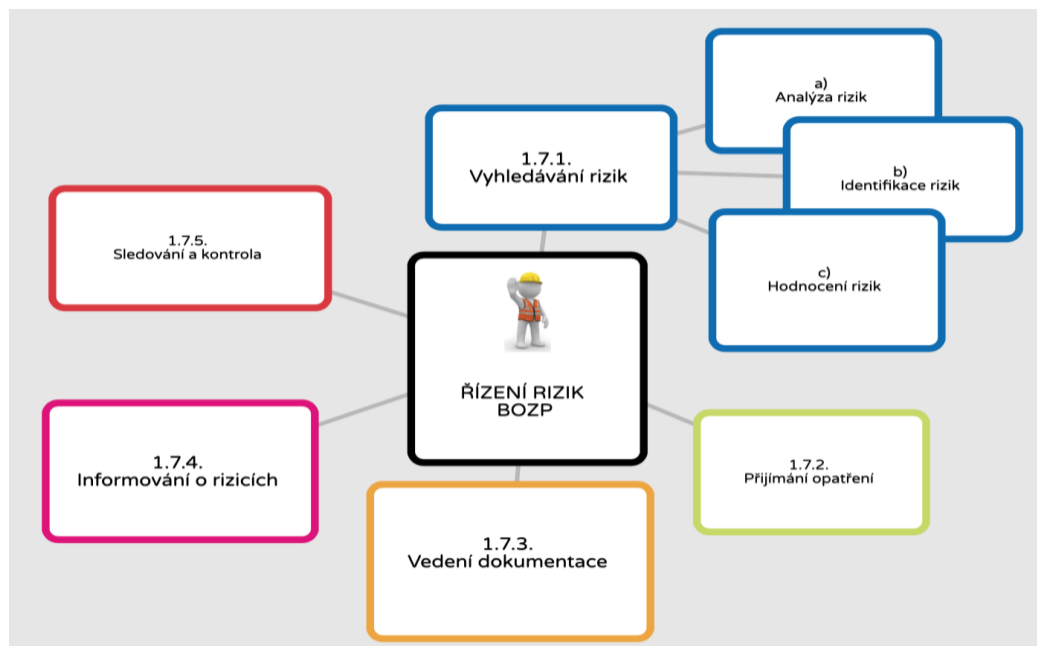 a)
Analýza rizik
1.7.1.
Vyhledávání rizik
b)
Identifikace rizik
1.7.5.
Sledování a kontrola
c)
Hodnocení rizik
ŘÍZENÍ RIZIK
BOZP
1.7.4.
Informování o rizicích
1.7.2.
Přijímání opatření
1.7.3.
Vedení dokumentace